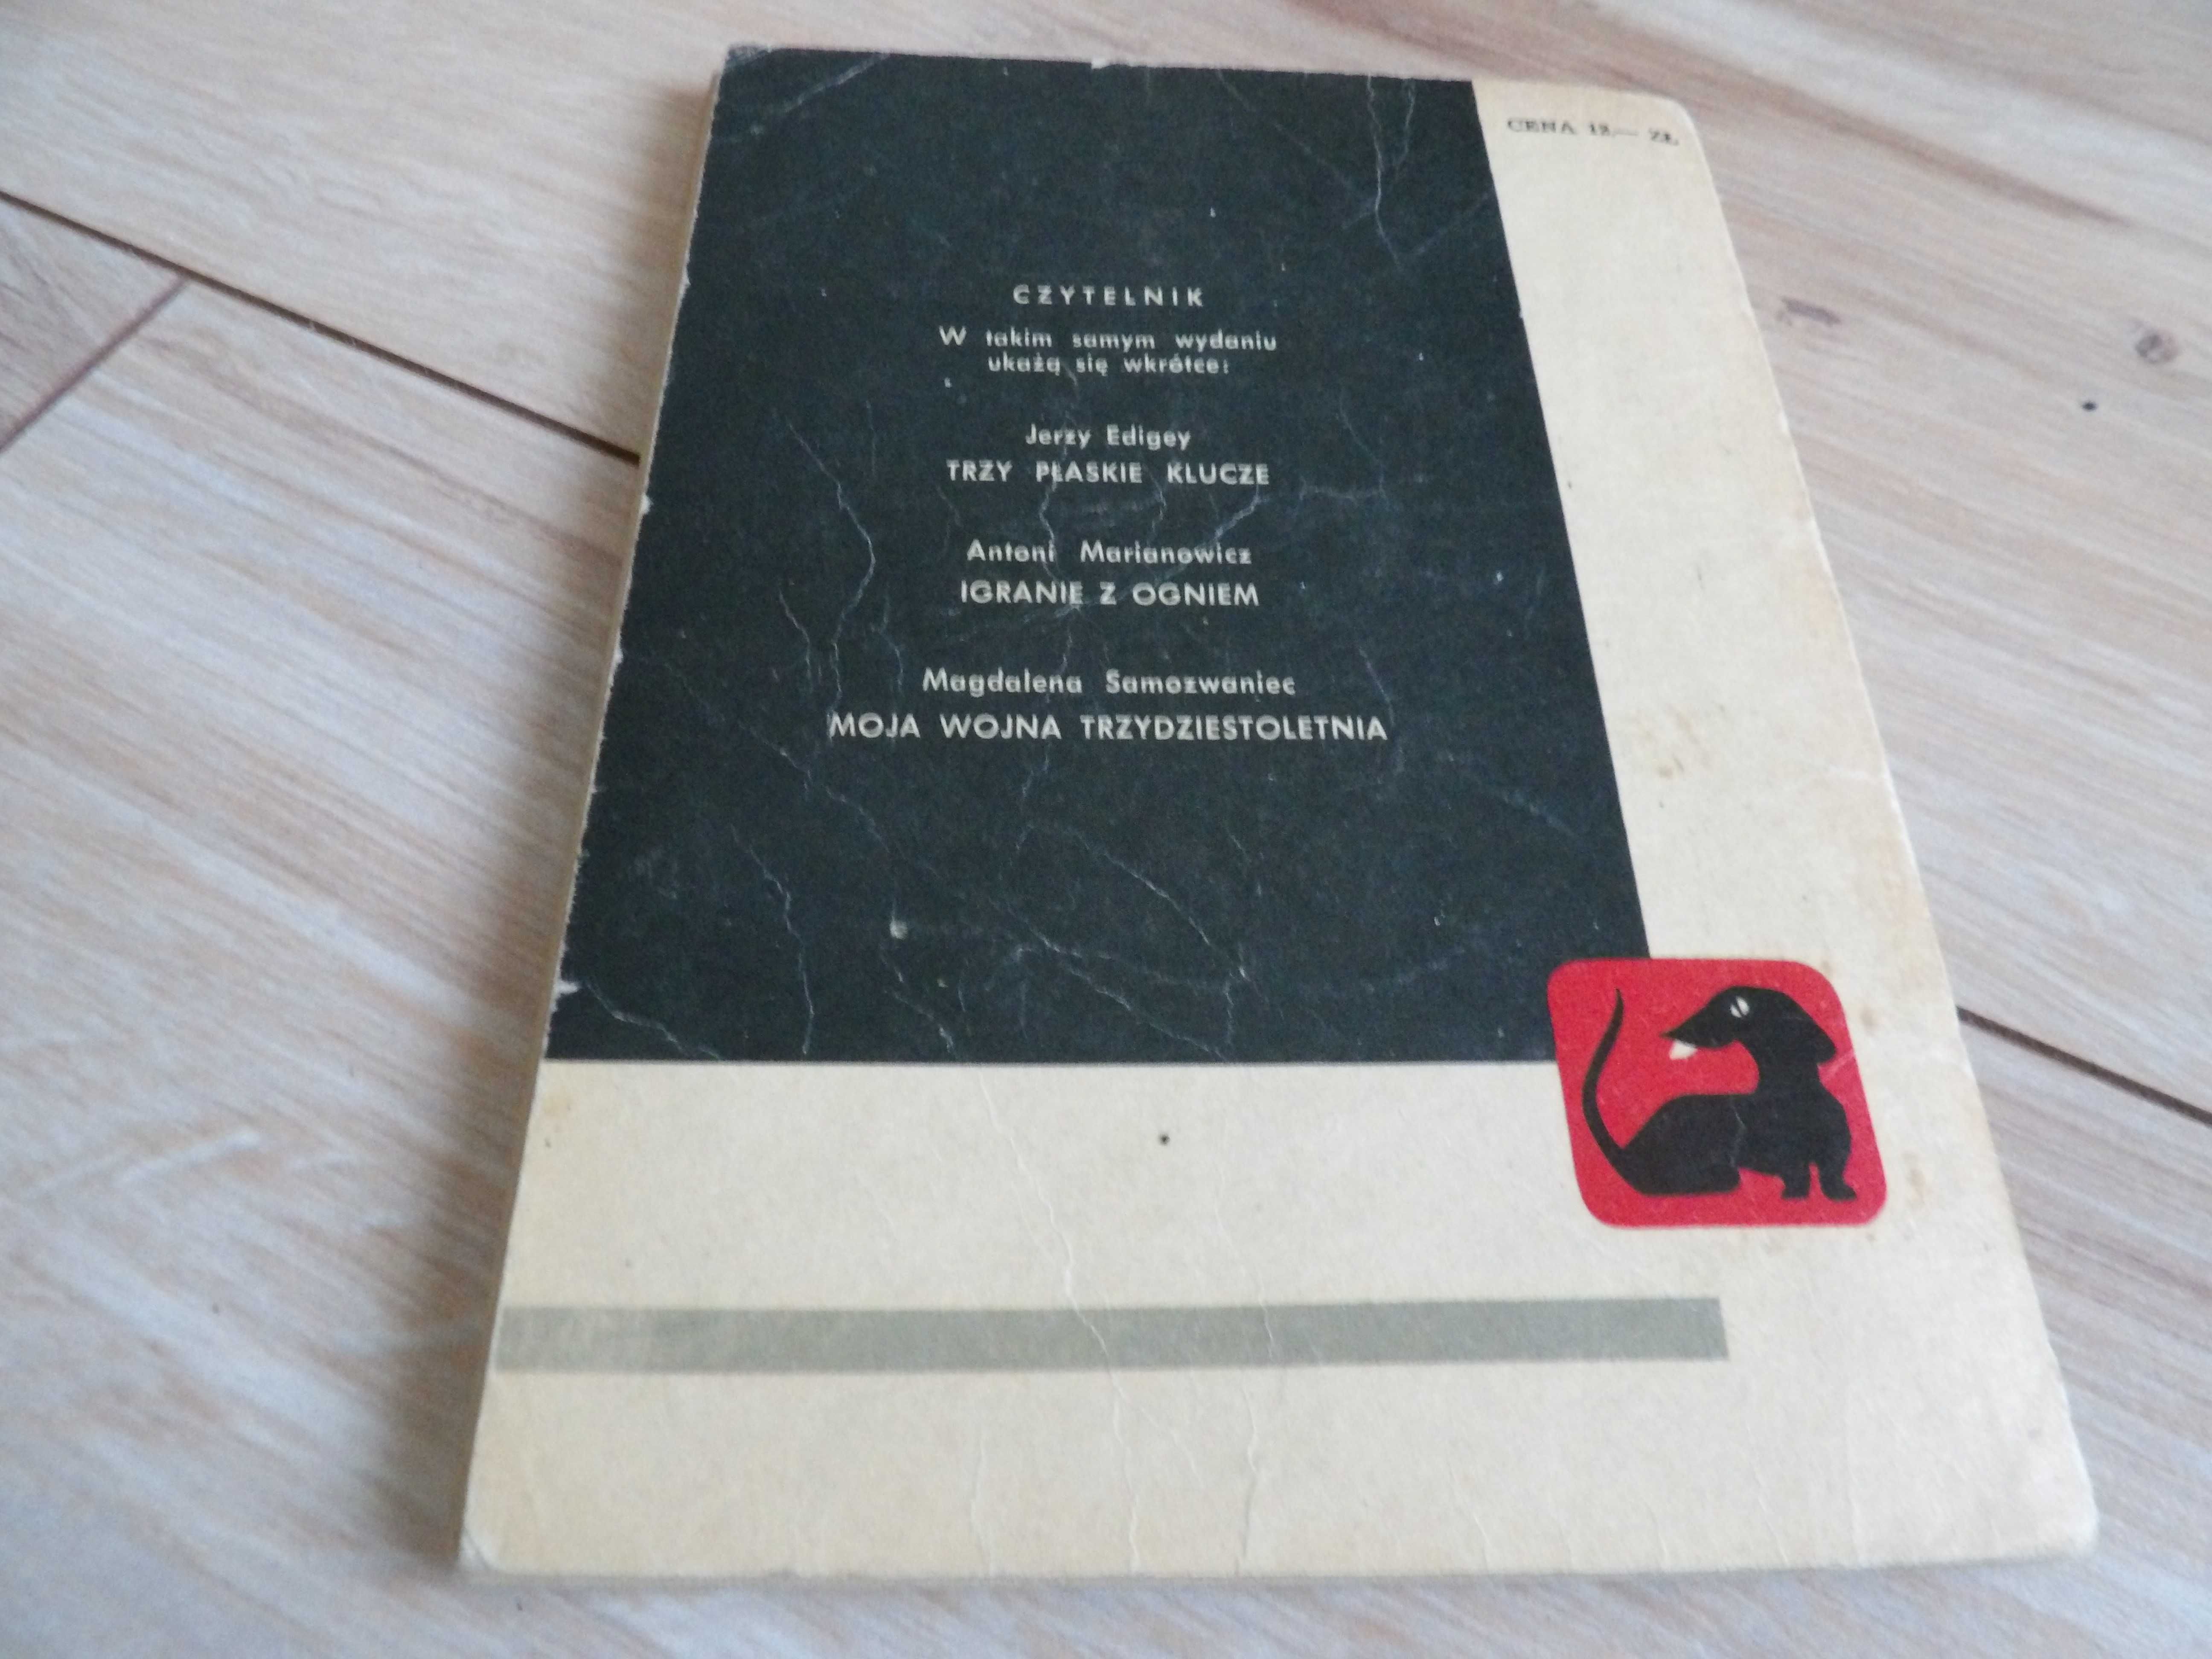 CENA 12,— ZŁ
CZYTELNIK
W takim samym wydaniu
ukażą się wkrótce:
Jerzy Edigey
TRZY PŁASKIE KLUCZE
Antoni Marianowicz
IGRANIE Z OGNIEM
Magdalena Samozwaniec
MOJA WOJNA TRZYDZIESTOLETNIA